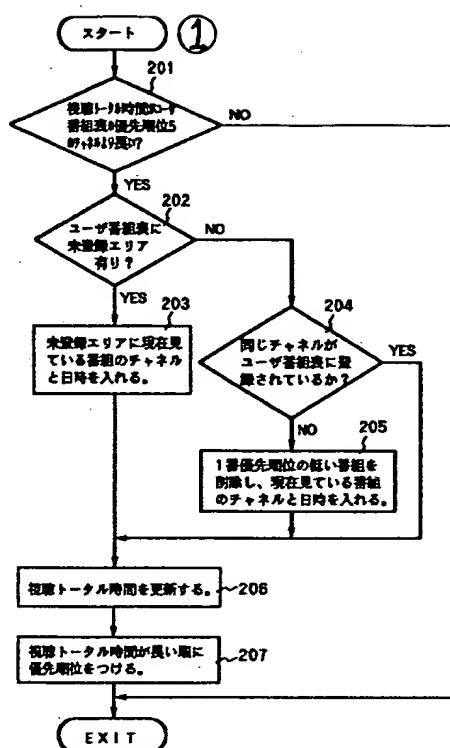 スタート
①
201
視聴トータル時間がユーザ
番組表の優先順位5
のチャネルより長い?
NO
YES
202
ユーザ番組表に
未登録エリア
有り?
NO
YES
203
未登録エリアに現在見
ている番組のチャネル
と日時を入れる。
204
同じチャネルが
ユーザ番組表に登
録されているか?
YES
NO
205
1番優先順位の低い番組を
削除し、現在見ている番組
のチャネルと日時を入れる。
視聴トータル時間を更新する。
206
視聴トータル時間が長い順に
優先順位をつける。
207
EXIT